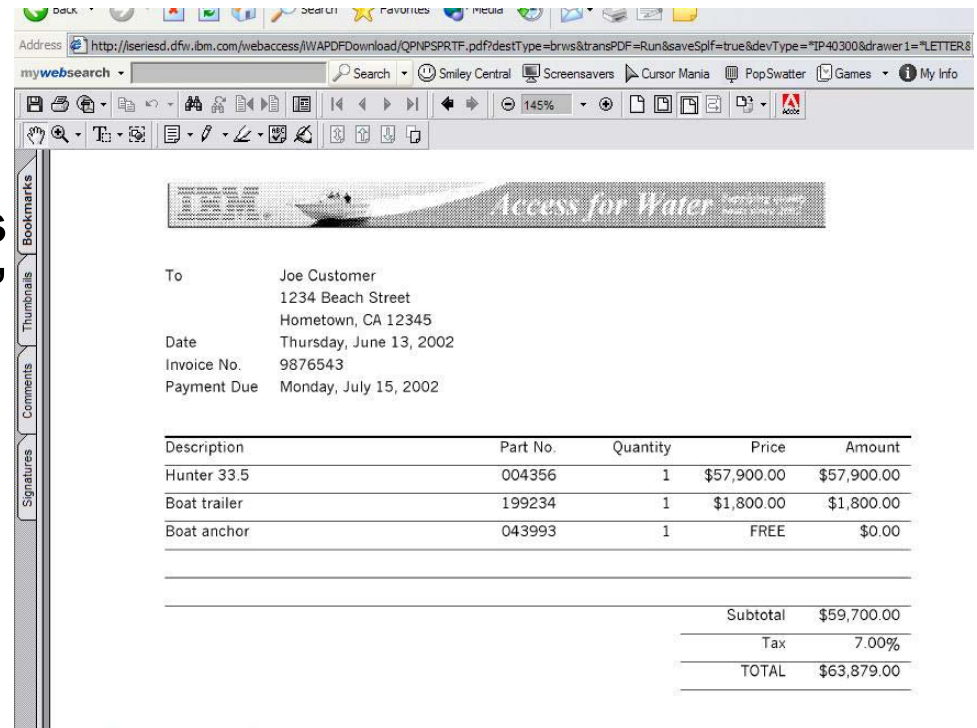 Back Search Favorites Media
Address http://iseriesd.dfw.ibm.com/webaccess/iWAPDFDownload/QPNPSPRTF.pdf?destType=brws&transPDF=Run&saveSplf=true&devType=*IP40300&drawer1=*LETTER&
mywebsearch Search Smiley Central Screensavers Cursor Mania PopSwatter Games My Info
145%
Adobe
Bookmarks
Thumbnails
Comments
Signatures
s
,
IBM. Access for Water
To Joe Customer
1234 Beach Street
Hometown, CA 12345
Date Thursday, June 13, 2002
Invoice No. 9876543
Payment Due Monday, July 15, 2002
Description Part No. Quantity Price Amount
Hunter 33.5 004356 1 $57,900.00 $57,900.00
Boat trailer 199234 1 $1,800.00 $1,800.00
Boat anchor 043993 1 FREE $0.00
Subtotal $59,700.00
Tax 7.00%
TOTAL $63,879.00